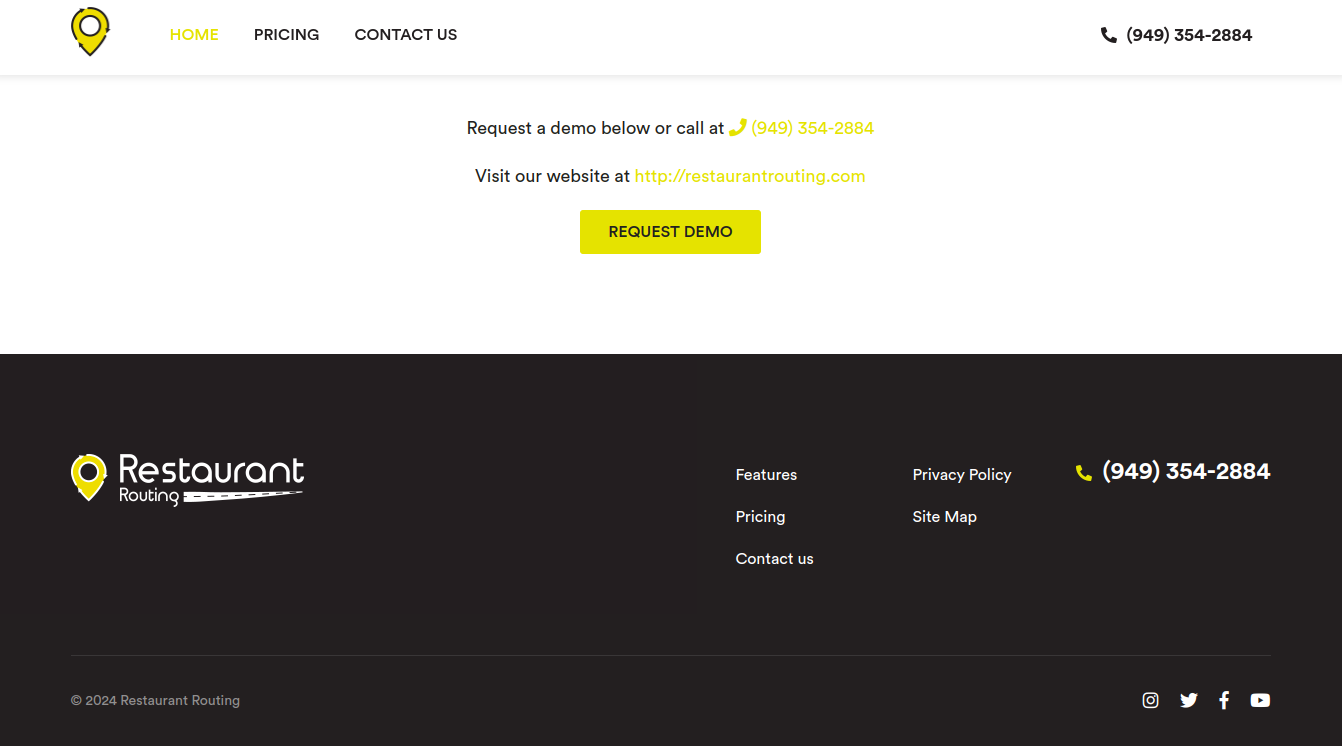 HOME PRICING CONTACT US (949) 354-2884
Request a demo below or call at (949) 354-2884
Visit our website at http://restaurantrouting.com
REQUEST DEMO
Restaurant
Routing
Features Privacy Policy (949) 354-2884
Pricing Site Map
Contact us
© 2024 Restaurant Routing